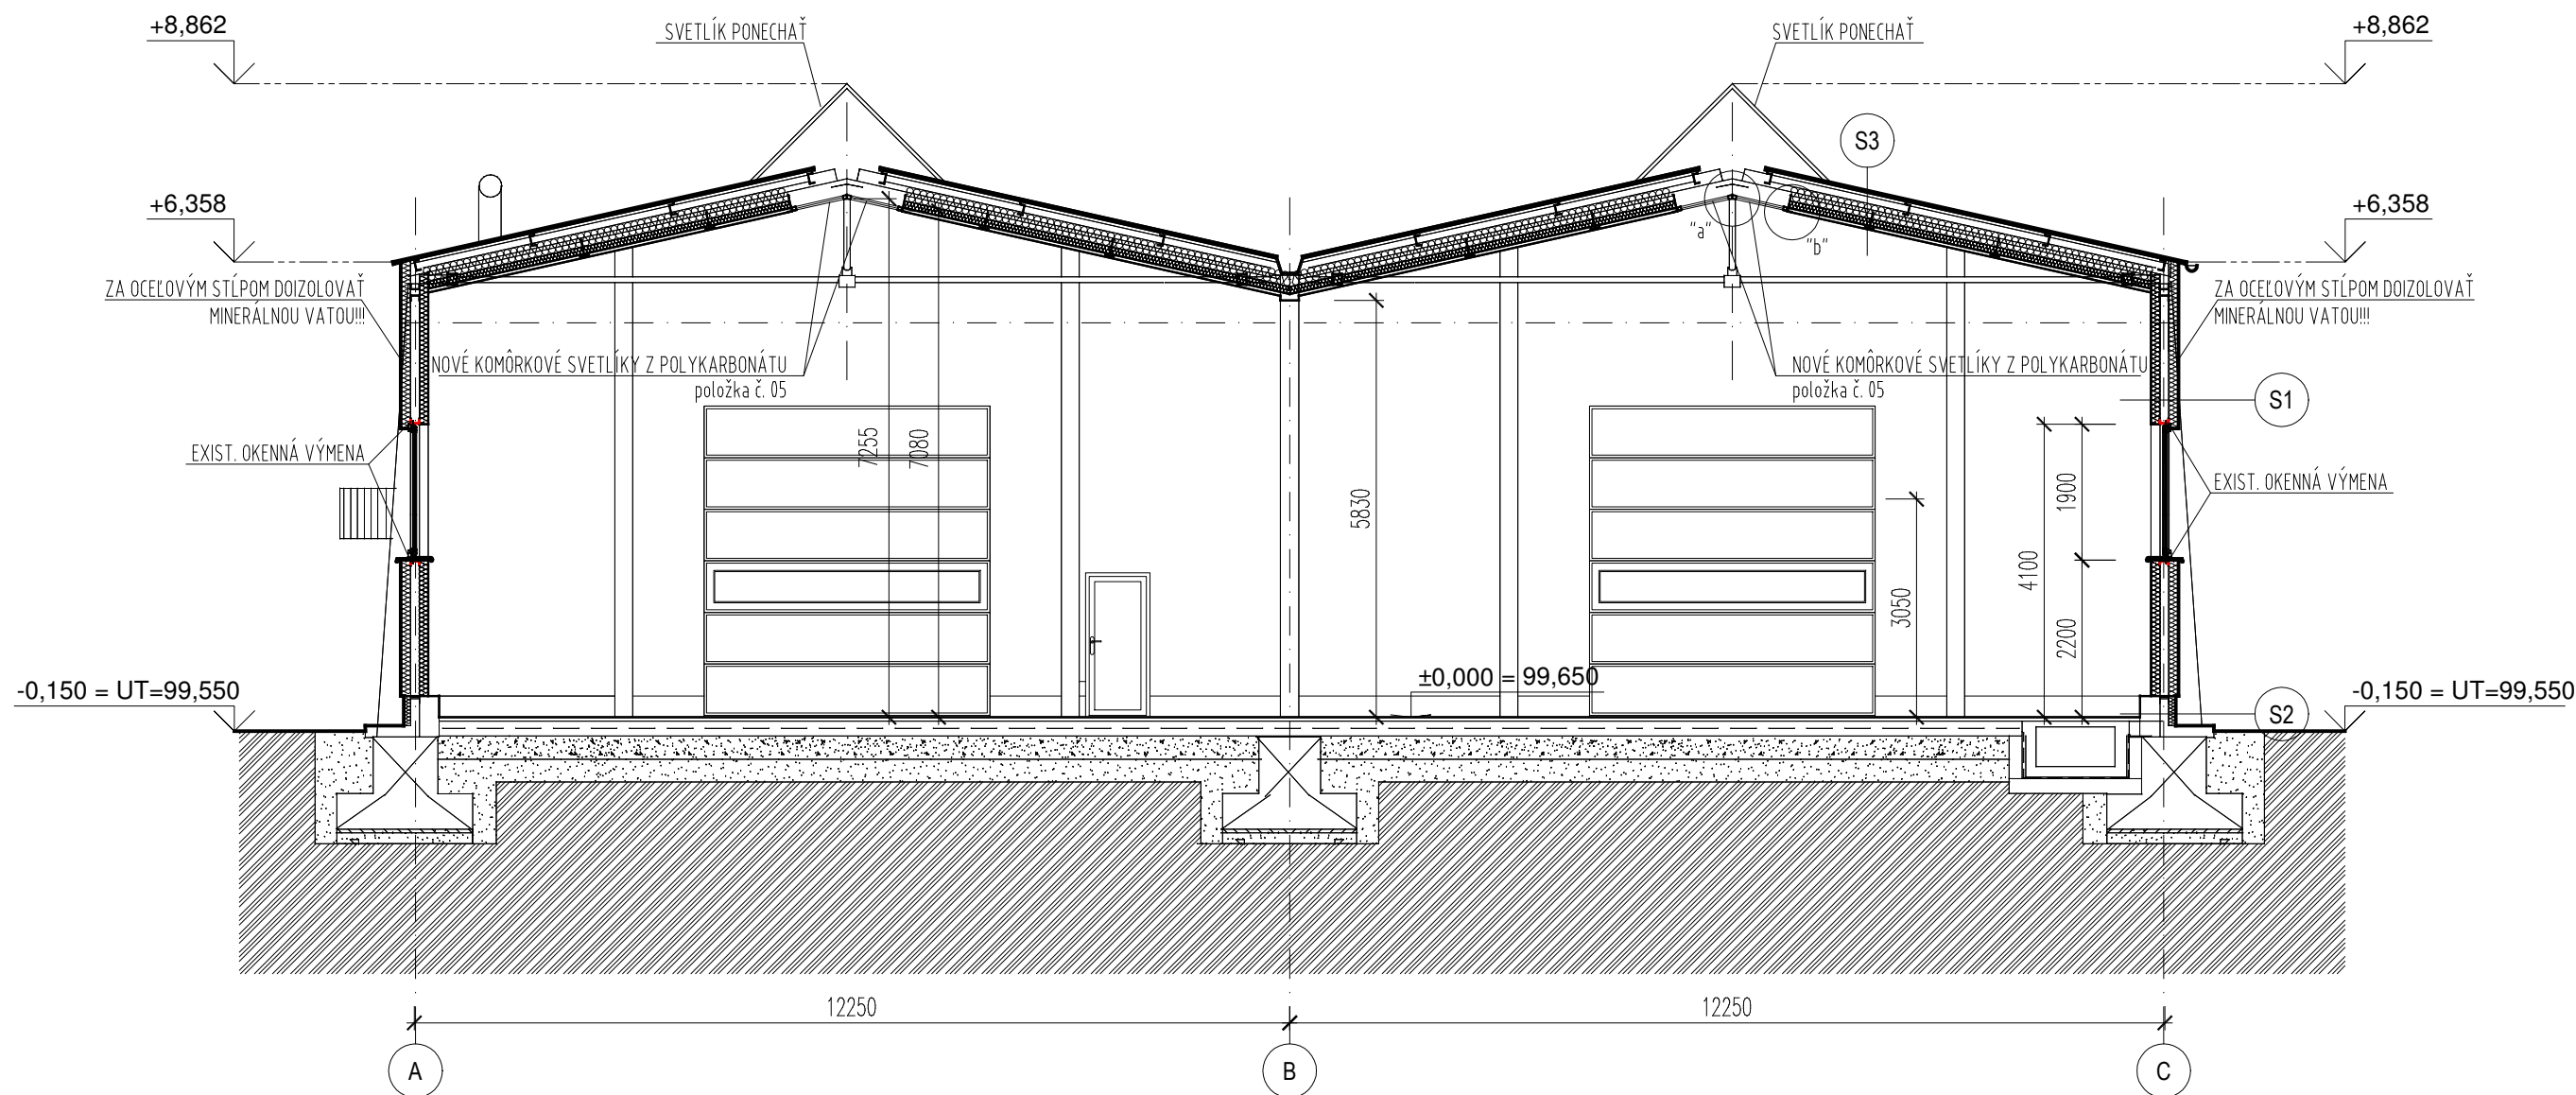 +8,862
SVETLÍK PONECHAŤ
SVETLÍK PONECHAŤ
+8,862
S3
+6,358
+6,358
"a"
"b"
ZA OCEĽOVÝM STĹPOM DOIZOLOVAŤ
MINERÁLNOU VATOU!!!
ZA OCEĽOVÝM STĹPOM DOIZOLOVAŤ
MINERÁLNOU VATOU!!!
NOVÉ KOMÔRKOVÉ SVETLÍKY Z POLYKARBONÁTU
položka č. 05
NOVÉ KOMÔRKOVÉ SVETLÍKY Z POLYKARBONÁTU
položka č. 05
S1
EXIST. OKENNÁ VÝMENA
7255
7080
5830
3050
4100
1900
2200
EXIST. OKENNÁ VÝMENA
-0,150 = UT=99,550
±0,000 = 99,650
S2
-0,150 = UT=99,550
12250
12250
A
B
C